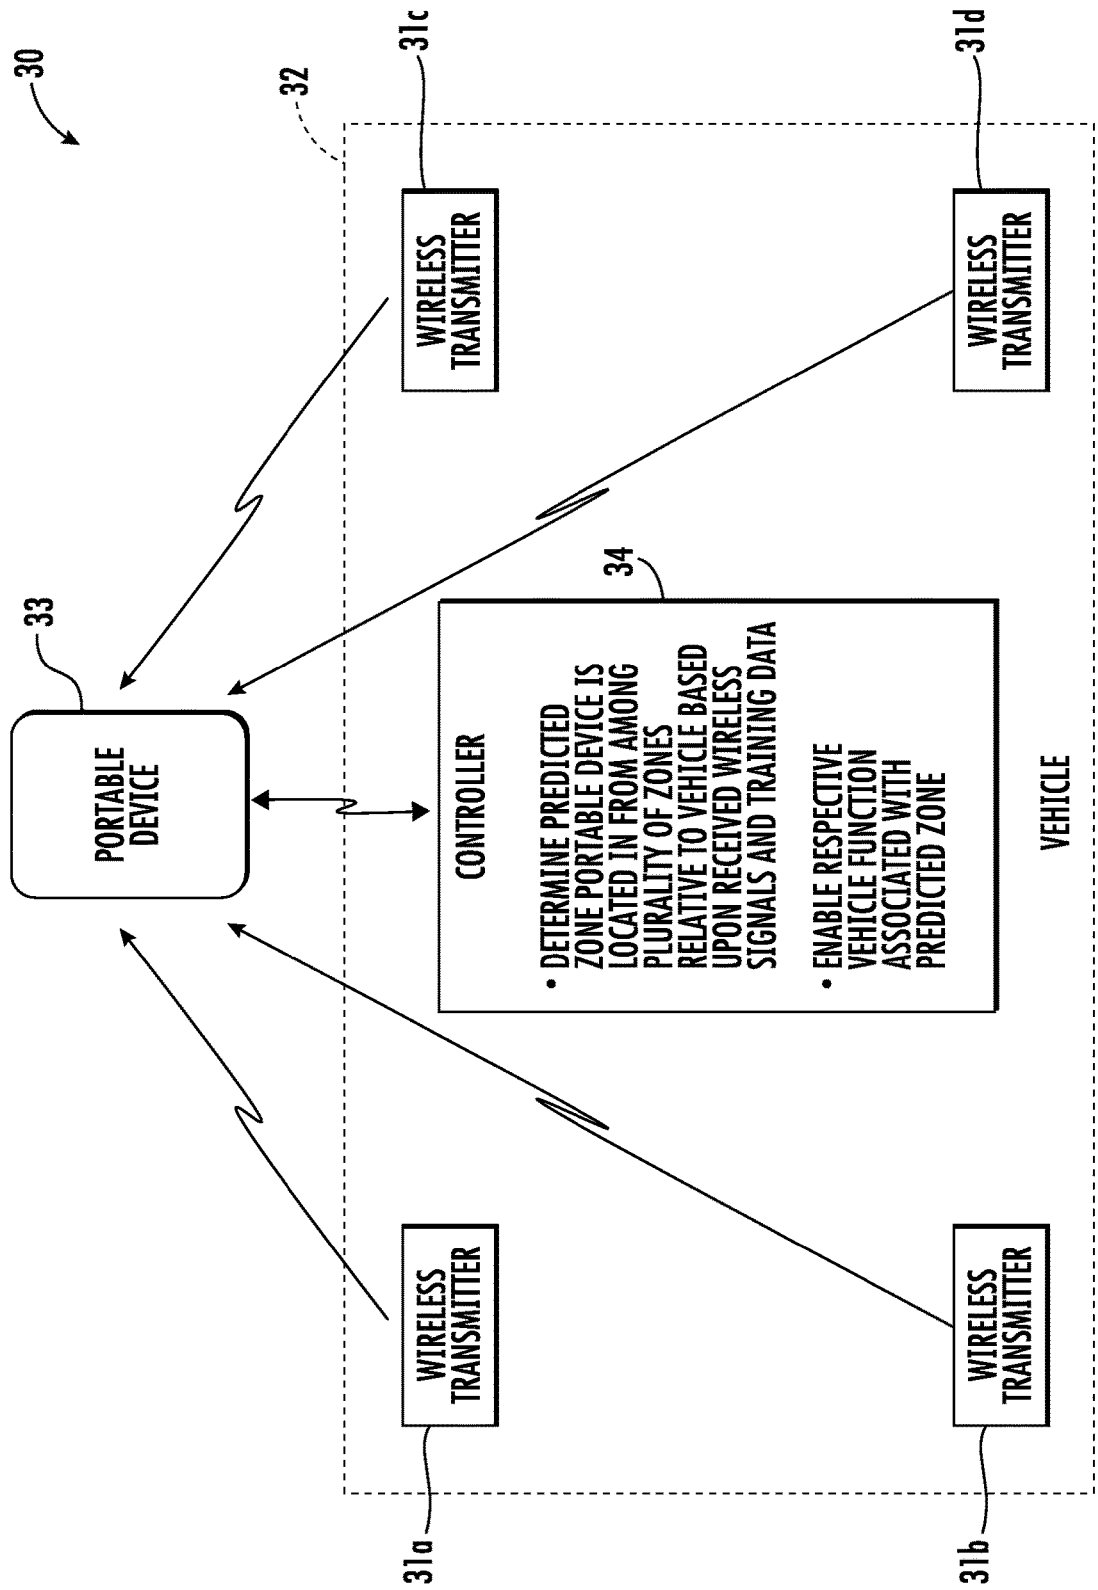 30
33
PORTABLE
DEVICE
32
31a
WIRELESS
TRANSMITTER
31c
WIRELESS
TRANSMITTER
34
CONTROLLER
• DETERMINE PREDICTED
ZONE PORTABLE DEVICE IS
LOCATED IN FROM AMONG
PLURALITY OF ZONES
RELATIVE TO VEHICLE BASED
UPON RECEIVED WIRELESS
SIGNALS AND TRAINING DATA
• ENABLE RESPECTIVE
VEHICLE FUNCTION
ASSOCIATED WITH
PREDICTED ZONE
31b
WIRELESS
TRANSMITTER
31d
WIRELESS
TRANSMITTER
VEHICLE